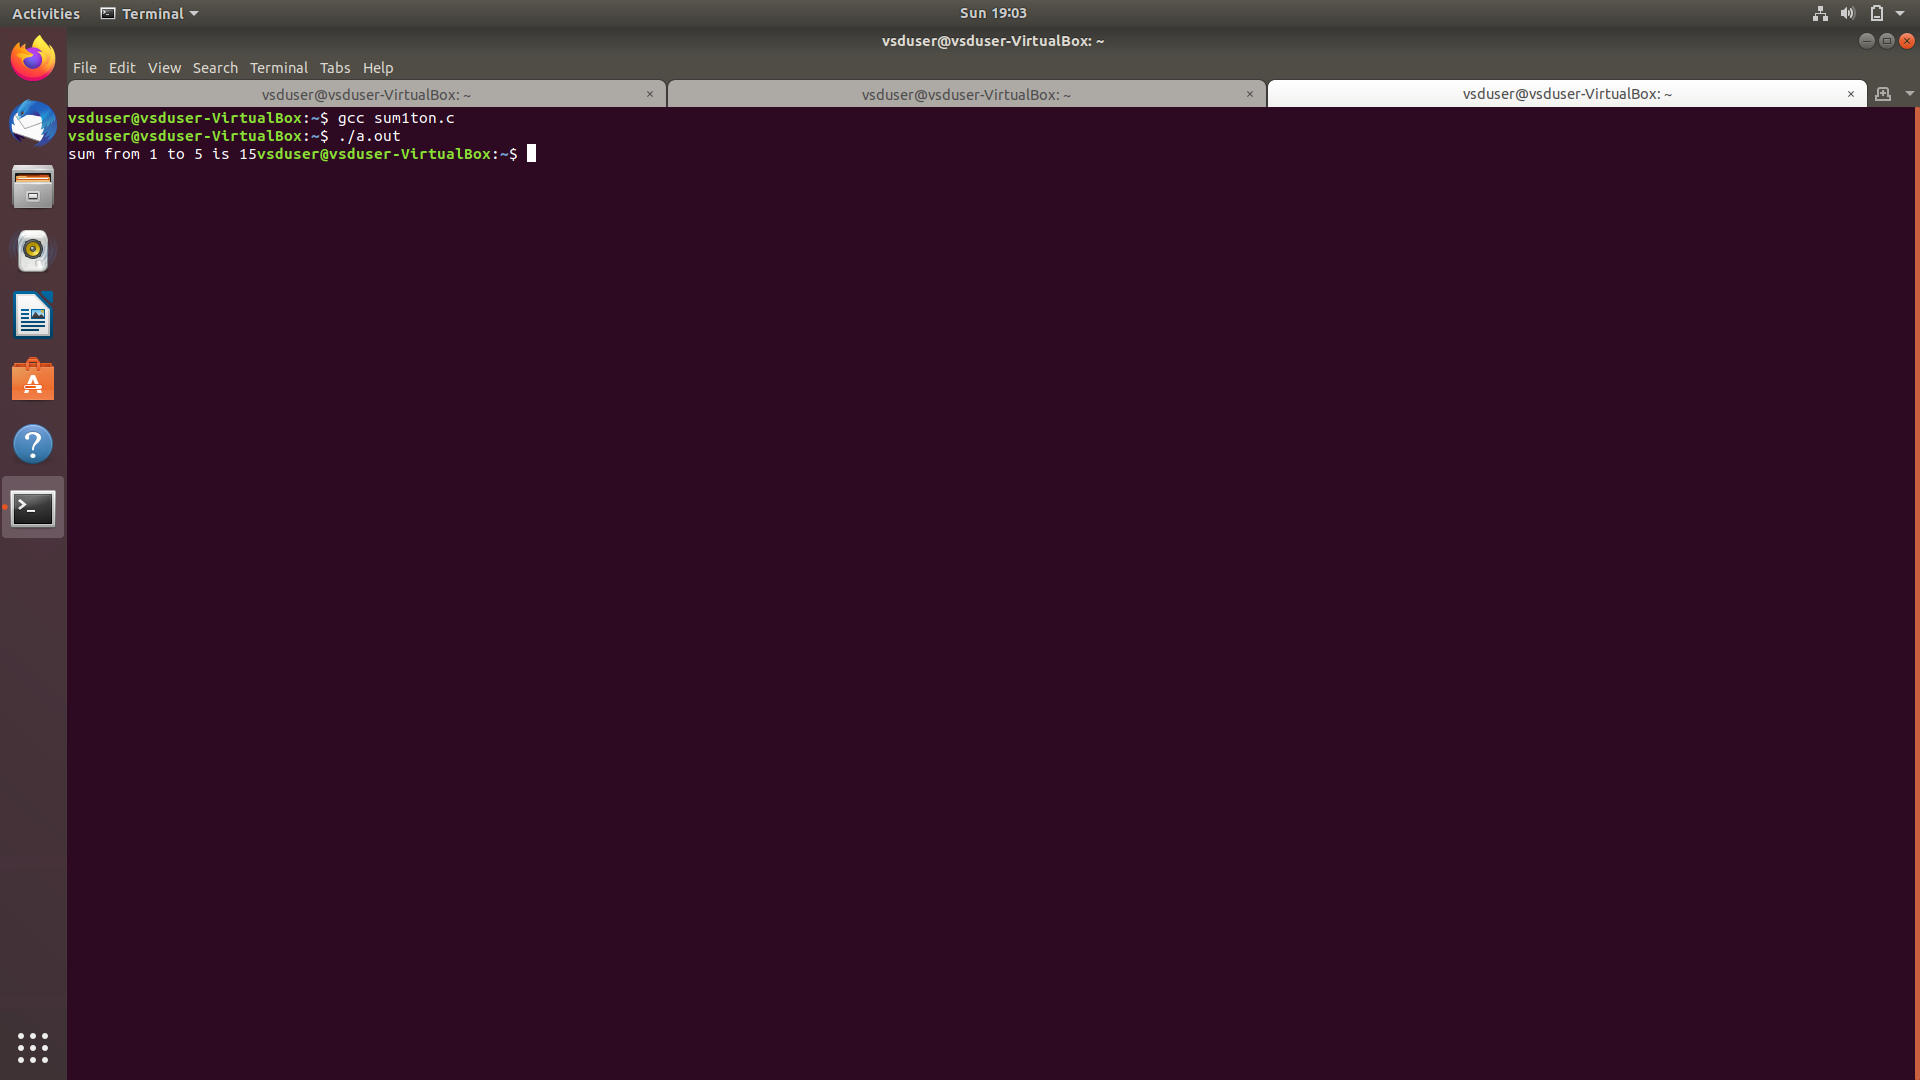 Activities Terminal Sun 19:03
vsduser@vsduser-VirtualBox: ~
File Edit View Search Terminal Tabs Help
vsduser@vsduser-VirtualBox: ~ × vsduser@vsduser-VirtualBox: ~ × vsduser@vsduser-VirtualBox: ~ ×
vsduser@vsduser-VirtualBox:~$ gcc sum1ton.c
vsduser@vsduser-VirtualBox:~$ ./a.out
sum from 1 to 5 is 15vsduser@vsduser-VirtualBox:~$